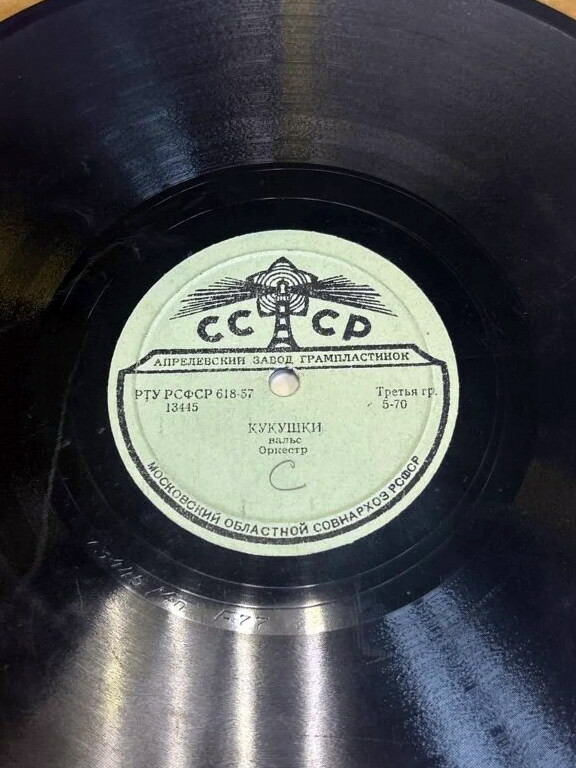 СССР
АПРЕЛЕВСКИЙ ЗАВОД ГРАМПЛАСТИНОК
РТУ РСФСР 618-57
13445
Третья гр.
5-70
КУКУШКИ
вальс
Оркестр
С
МОСКОВСКИЙ ОБЛАСТНОЙ СОВНАРХОЗ РСФСР